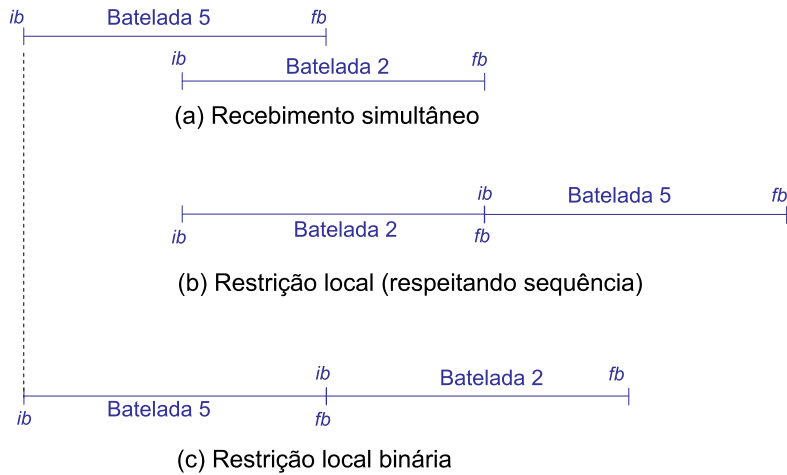 ib Batelada 5 fb
ib Batelada 2 fb
(a) Recebimento simultâneo
ib Batelada 5 fb
ib Batelada 2 fb
(b) Restrição local (respeitando sequência)
ib Batelada 2 fb
ib Batelada 5 fb
(c) Restrição local binária